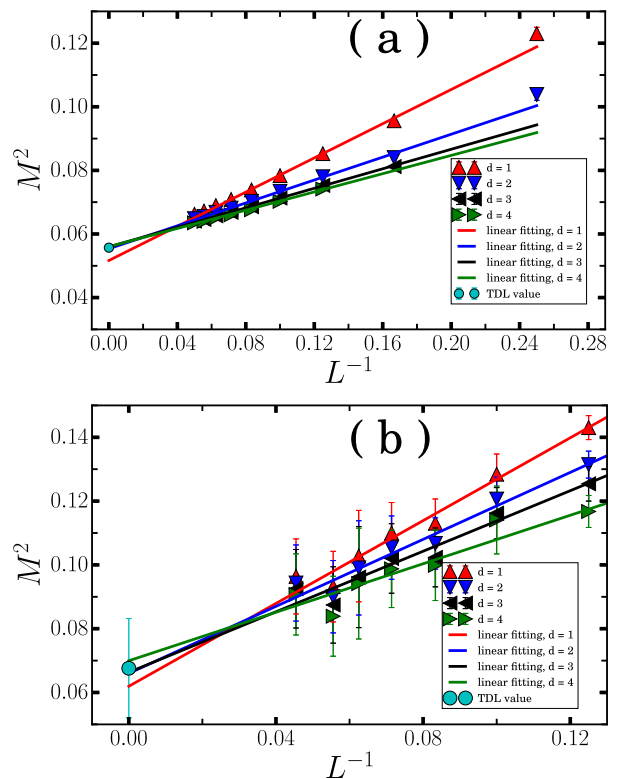 ( a )
M²
0.12
0.10
0.08
0.06
0.04
d = 1
d = 2
d = 3
d = 4
linear fitting, d = 1
linear fitting, d = 2
linear fitting, d = 3
linear fitting, d = 4
TDL value
0.00 0.04 0.08 0.12 0.16 0.20 0.24 0.28
L⁻¹
( b )
M²
0.14
0.12
0.10
0.08
0.06
d = 1
d = 2
d = 3
d = 4
linear fitting, d = 1
linear fitting, d = 2
linear fitting, d = 3
linear fitting, d = 4
TDL value
0.00 0.04 0.08 0.12
L⁻¹